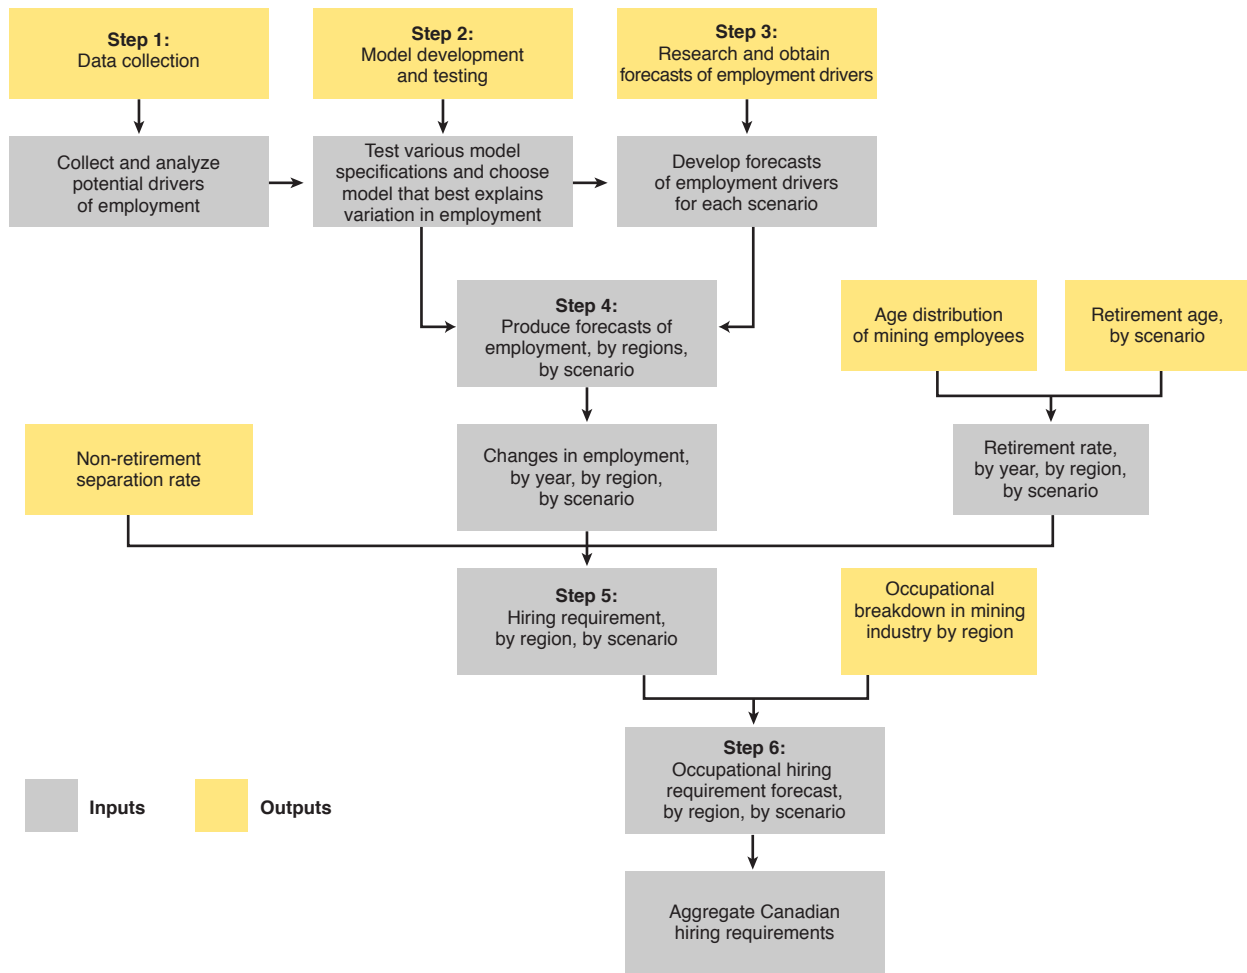 Step 1:
Data collection
Step 2:
Model development
and testing
Step 3:
Research and obtain
forecasts of employment drivers
Collect and analyze
potential drivers
of employment
Test various model
specifications and choose
model that best explains
variation in employment
Develop forecasts
of employment drivers
for each scenario
Step 4:
Produce forecasts of
employment, by regions,
by scenario
Age distribution
of mining employees
Retirement age,
by scenario
Non-retirement
separation rate
Changes in employment,
by year, by region,
by scenario
Retirement rate,
by year, by region,
by scenario
Step 5:
Hiring requirement,
by region, by scenario
Occupational
breakdown in mining
industry by region
Step 6:
Occupational hiring
requirement forecast,
by region, by scenario
Inputs
Outputs
Aggregate Canadian
hiring requirements